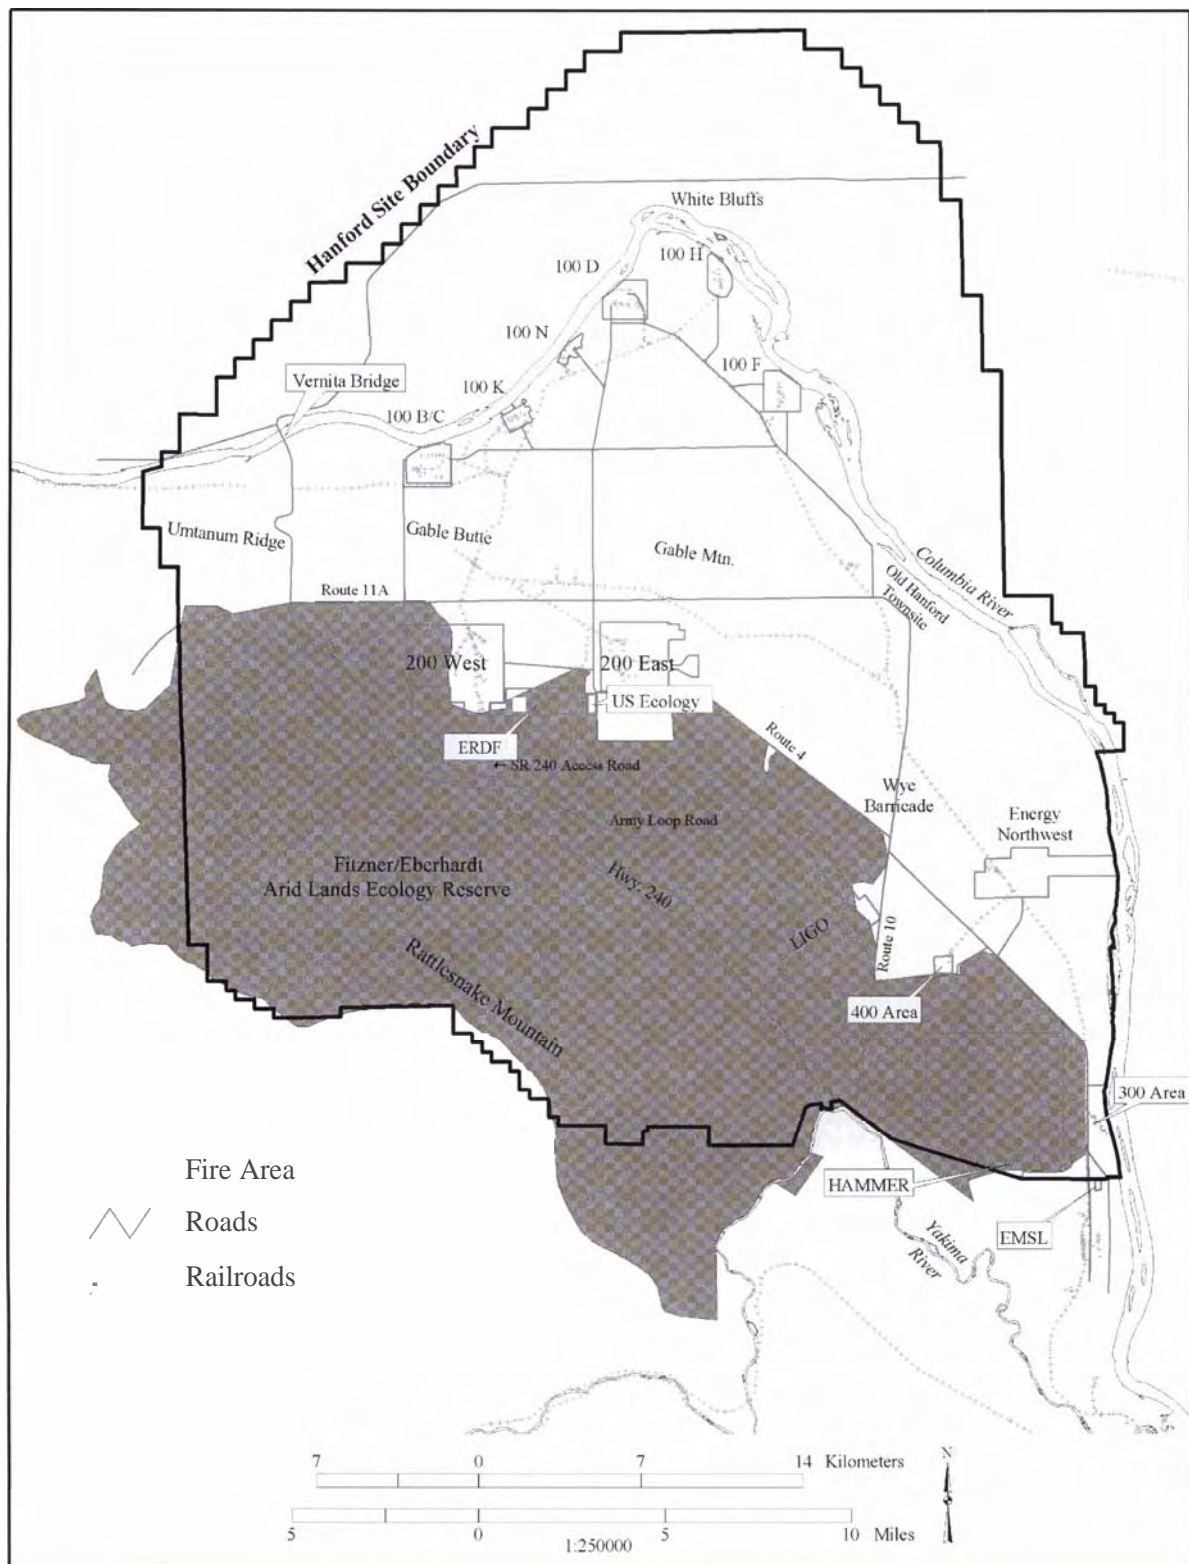 Hanford Site Boundary
White Bluffs
100 D
100 H
100 N
100 F
Vernita Bridge
100 K
100 B/C
Umtanum Ridge
Gable Butte
Gable Mtn.
Columbia River
Old Hanford
Townsite
Route 11A
200 West
200 East
US Ecology
ERDF
← SR 240 Access Road
Route 4
Wye
Barricade
Energy
Northwest
Army Loop Road
Fitzner/Eberhardt
Arid Lands Ecology Reserve
Hwy. 240
LIGO
Route 10
Rattlesnake Mountain
400 Area
300 Area
HAMMER
EMSL
Yakima
River
Fire Area
Roads
Railroads
7 0 7 14 Kilometers
N
5 0 5 10 Miles
1:250000